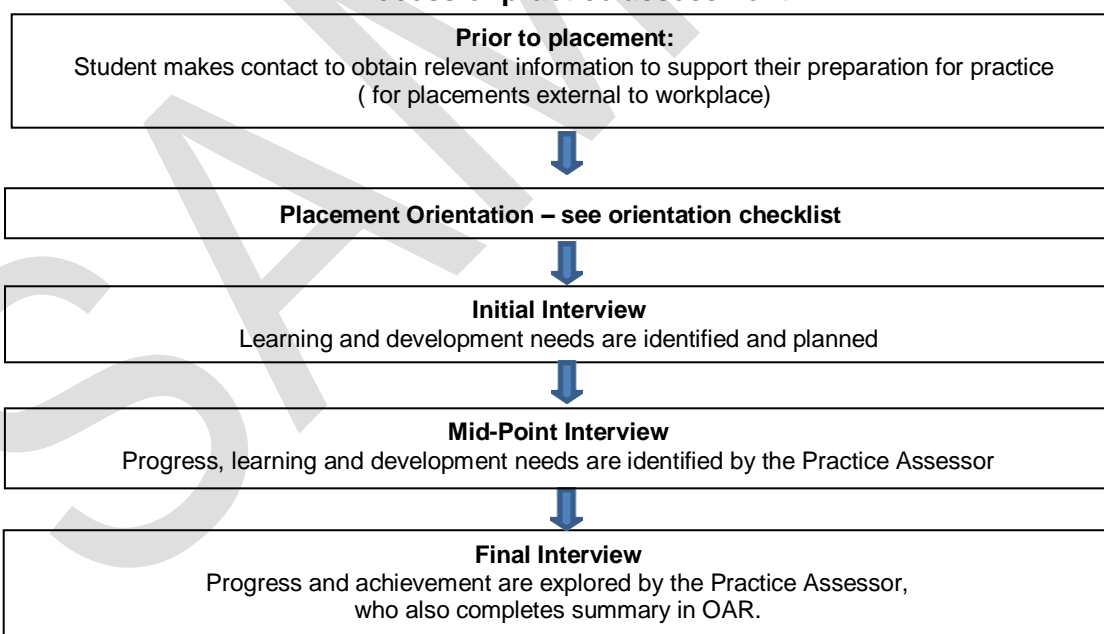 Prior to placement:
Student makes contact to obtain relevant information to support their preparation for practice
( for placements external to workplace)
Placement Orientation – see orientation checklist
Initial Interview
Learning and development needs are identified and planned
Mid-Point Interview
Progress, learning and development needs are identified by the Practice Assessor
Final Interview
Progress and achievement are explored by the Practice Assessor,
who also completes summary in OAR.